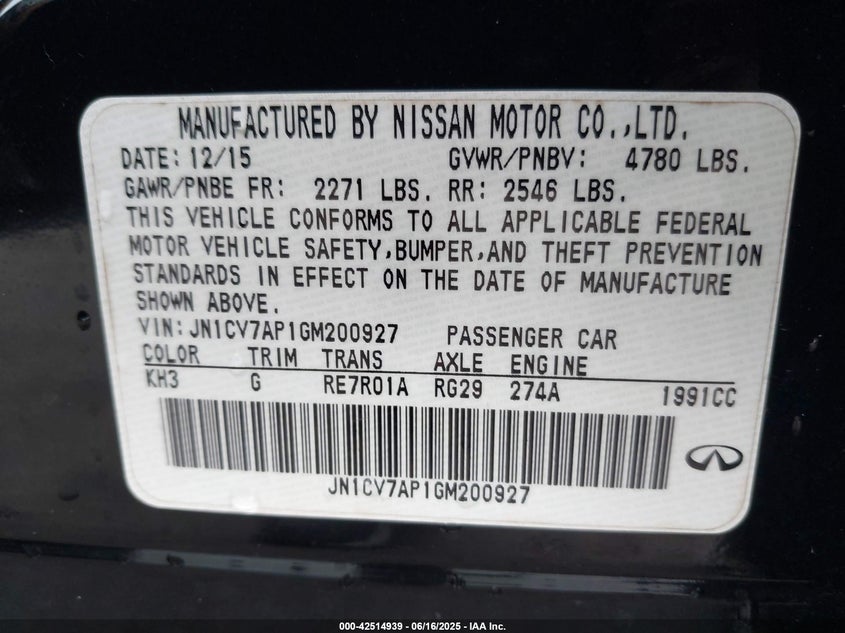 MANUFACTURED BY NISSAN MOTOR CO.,LTD.
DATE: 12/15 GVWR/PNBV: 4780 LBS.
GAWR/PNBE FR: 2271 LBS. RR: 2546 LBS.
THIS VEHICLE CONFORMS TO ALL APPLICABLE FEDERAL
MOTOR VEHICLE SAFETY,BUMPER,AND THEFT PREVENTION
STANDARDS IN EFFECT ON THE DATE OF MANUFACTURE
SHOWN ABOVE.
VIN:JN1CV7AP1GM200927 PASSENGER CAR
COLOR TRIM TRANS AXLE ENGINE
KH3 G RE7R01A RG29 274A 1991CC
JN1CV7AP1GM200927
000-42514939 - 06/16/2025 - IAA Inc.